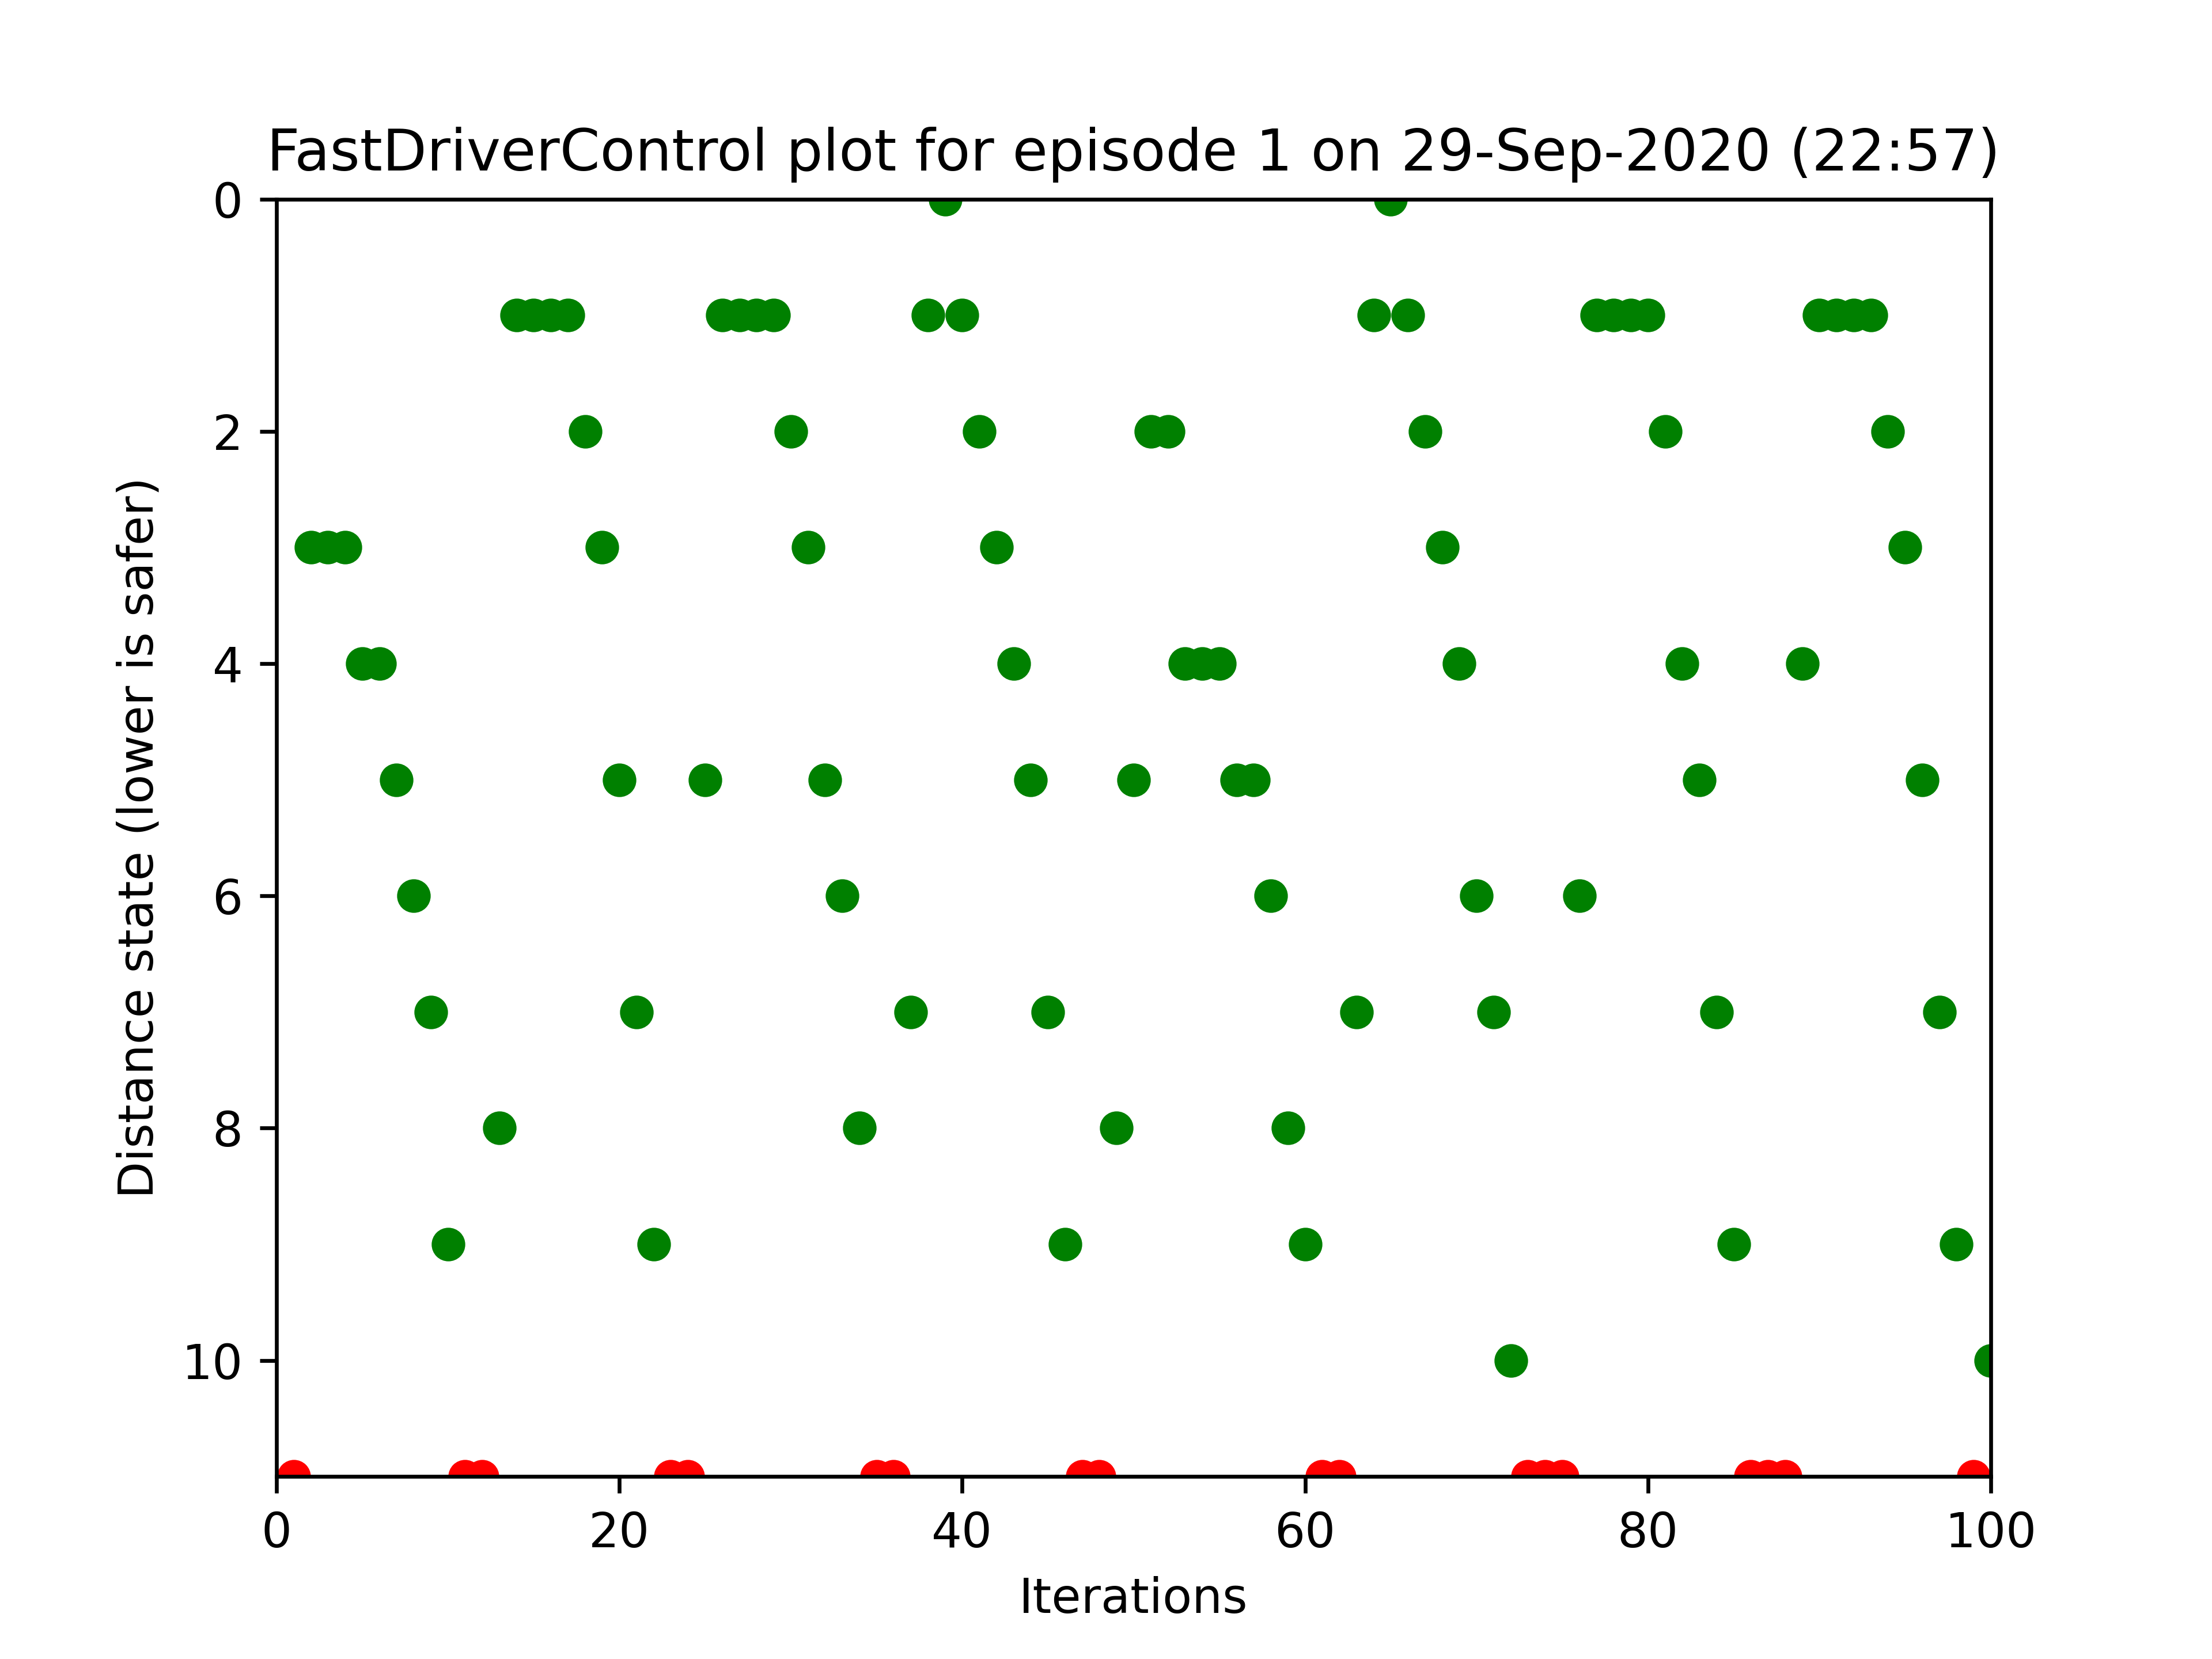 FastDriverControl plot for episode 1 on 29-Sep-2020 (22:57)
0
2
4
6
8
10
Distance state (lower is safer)
0 20 40 60 80 100
Iterations